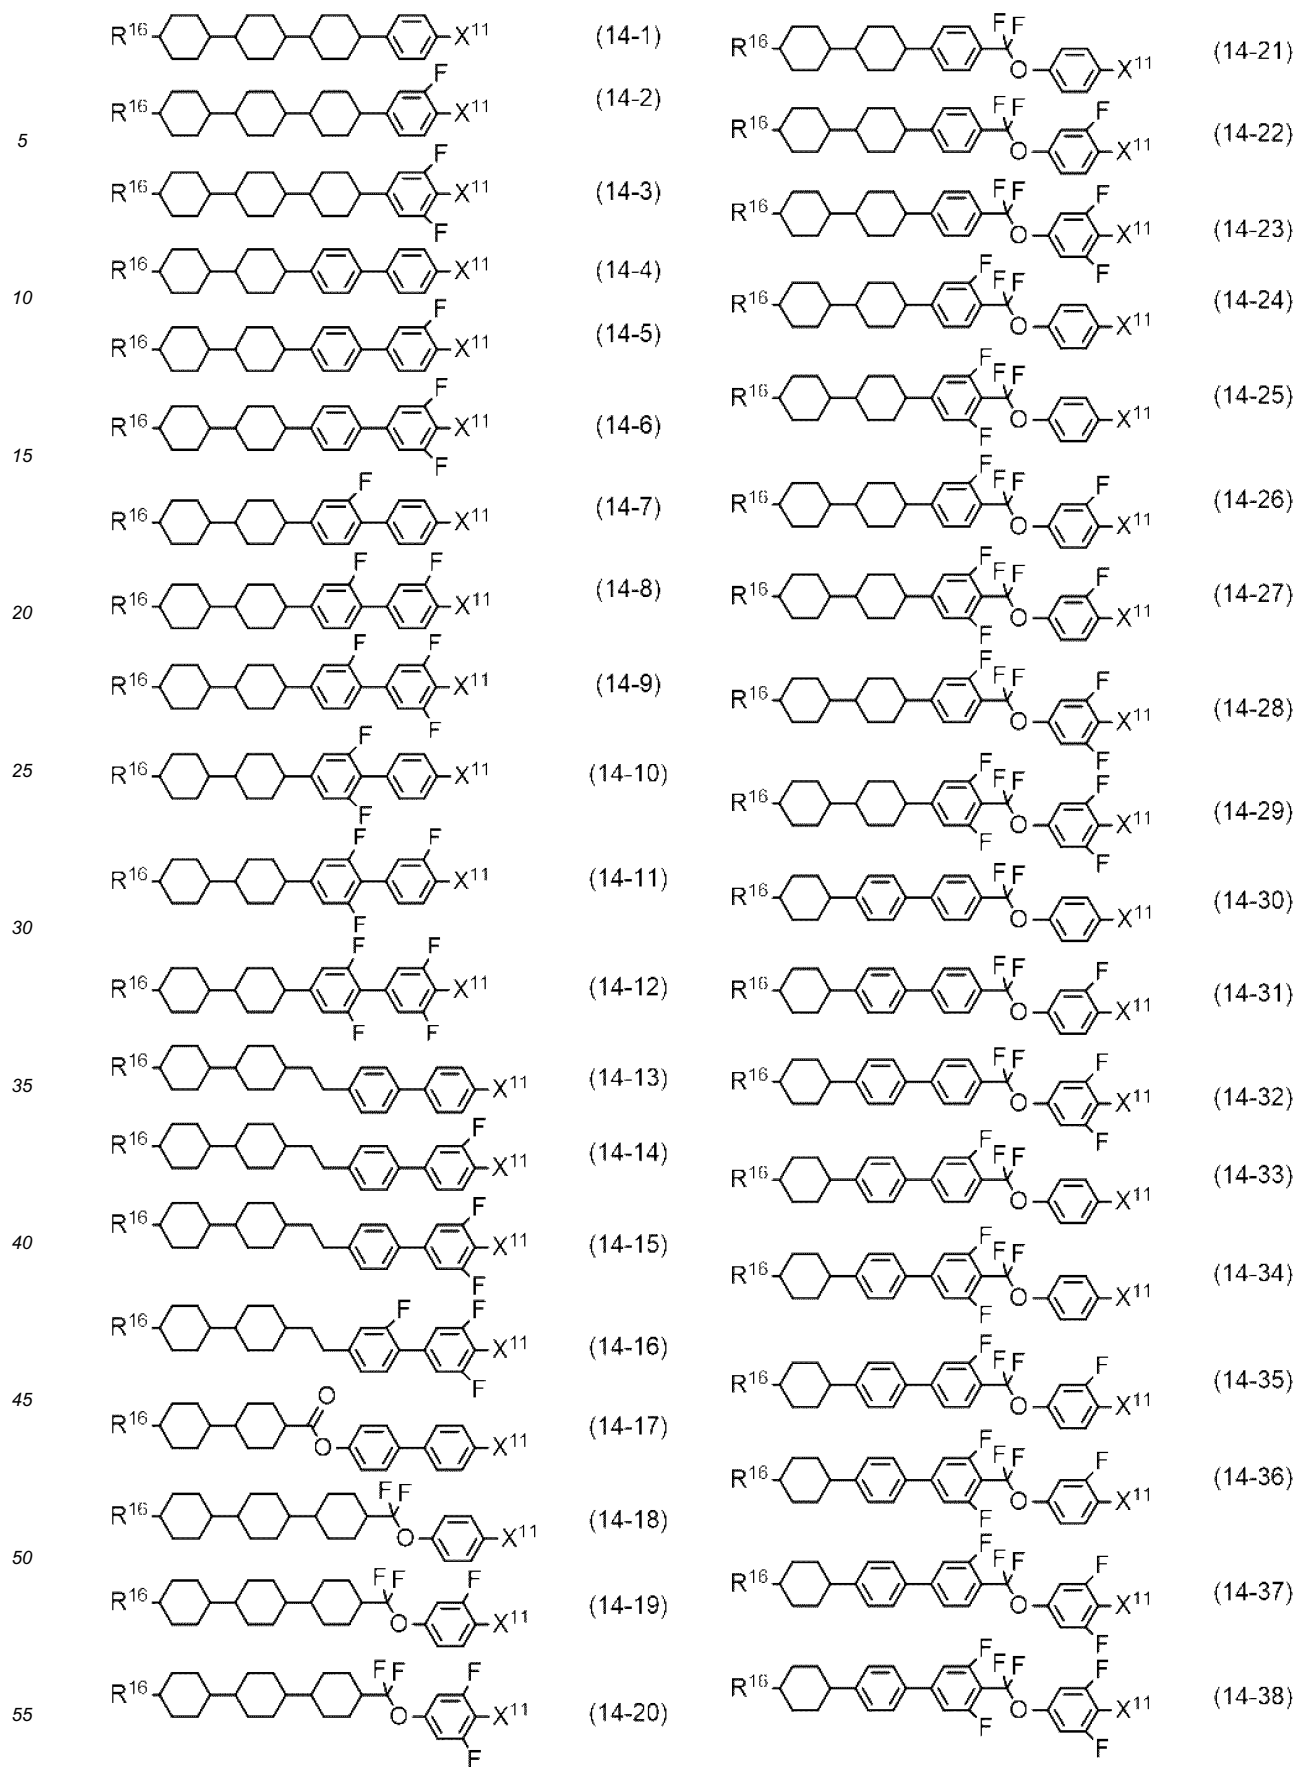 R¹⁶ X¹¹ (14-1)
R¹⁶ F X¹¹ (14-2)
5
R¹⁶ F X¹¹ F (14-3)
R¹⁶ X¹¹ (14-4)
10
R¹⁶ F X¹¹ (14-5)
R¹⁶ F X¹¹ F (14-6)
15
R¹⁶ F X¹¹ (14-7)
R¹⁶ F F X¹¹ (14-8)
20
R¹⁶ F F X¹¹ F (14-9)
R¹⁶ F X¹¹ F (14-10)
25
R¹⁶ F F X¹¹ F (14-11)
30
R¹⁶ F F X¹¹ F F (14-12)
R¹⁶ X¹¹ (14-13)
35
R¹⁶ F X¹¹ (14-14)
R¹⁶ F X¹¹ F (14-15)
40
R¹⁶ F F X¹¹ F (14-16)
R¹⁶ O O X¹¹ (14-17)
45
R¹⁶ F F O X¹¹ (14-18)
50
R¹⁶ F F O F X¹¹ (14-19)
R¹⁶ F F O F X¹¹ F (14-20)
55
R¹⁶ F F O X¹¹ (14-21)
R¹⁶ F F O F X¹¹ (14-22)
R¹⁶ F F O F X¹¹ F (14-23)
R¹⁶ F F F O X¹¹ (14-24)
R¹⁶ F F F F O X¹¹ (14-25)
R¹⁶ F F F O F X¹¹ (14-26)
R¹⁶ F F F F O F X¹¹ (14-27)
R¹⁶ F F F O F X¹¹ F (14-28)
R¹⁶ F F F F O F X¹¹ F (14-29)
R¹⁶ F F O X¹¹ (14-30)
R¹⁶ F F O F X¹¹ (14-31)
R¹⁶ F F O F X¹¹ F (14-32)
R¹⁶ F F F O X¹¹ (14-33)
R¹⁶ F F F F O X¹¹ (14-34)
R¹⁶ F F F O F X¹¹ (14-35)
R¹⁶ F F F F O F X¹¹ (14-36)
R¹⁶ F F F O F X¹¹ F (14-37)
R¹⁶ F F F F O F X¹¹ F (14-38)